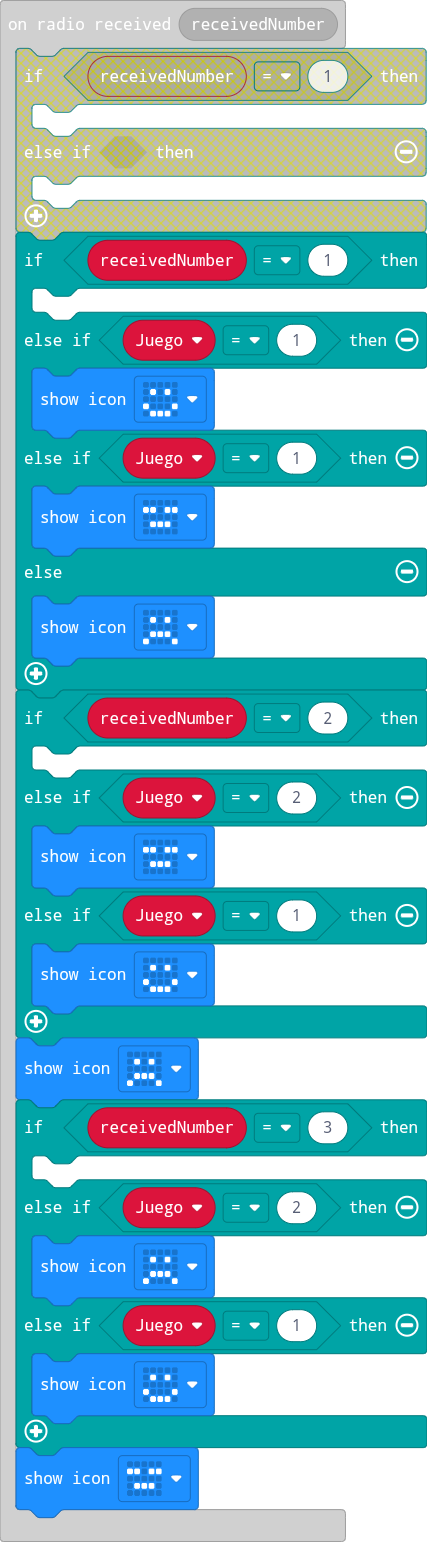 on radio received receivedNumber
if receivedNumber = 1 then
else if then
if receivedNumber = 1 then
else if Juego = 1 then
show icon
else if Juego = 1 then
show icon
else
show icon
if receivedNumber = 2 then
else if Juego = 2 then
show icon
else if Juego = 1 then
show icon
show icon
if receivedNumber = 3 then
else if Juego = 2 then
show icon
else if Juego = 1 then
show icon
show icon